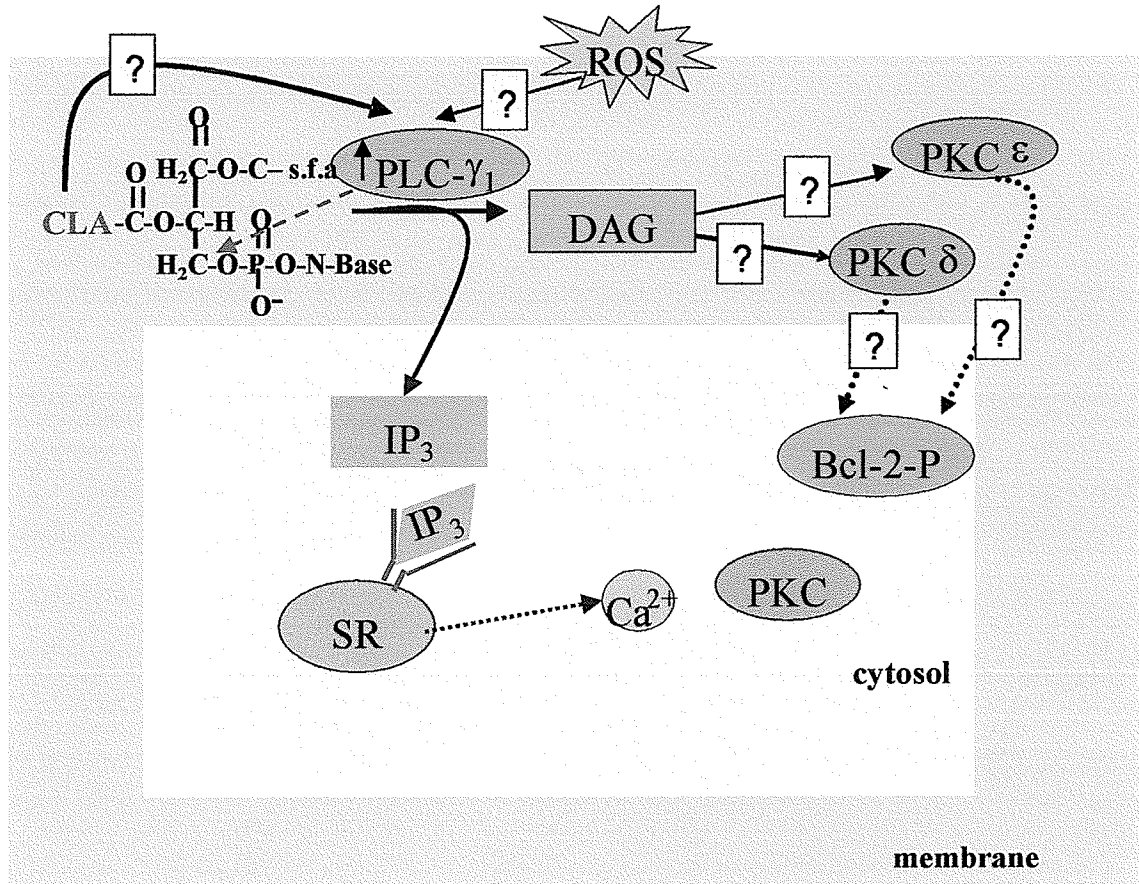 ?
ROS
?
O
H₂C-O-C– s.f.a
PLC-γ₁
PKC ε
?
O
CLA-C-O-C-H
O
DAG
?
PKC δ
H₂C-O-P-O-N-Base
O⁻
?
?
IP₃
Bcl-2-P
IP₃
SR
Ca²⁺
PKC
cytosol
membrane